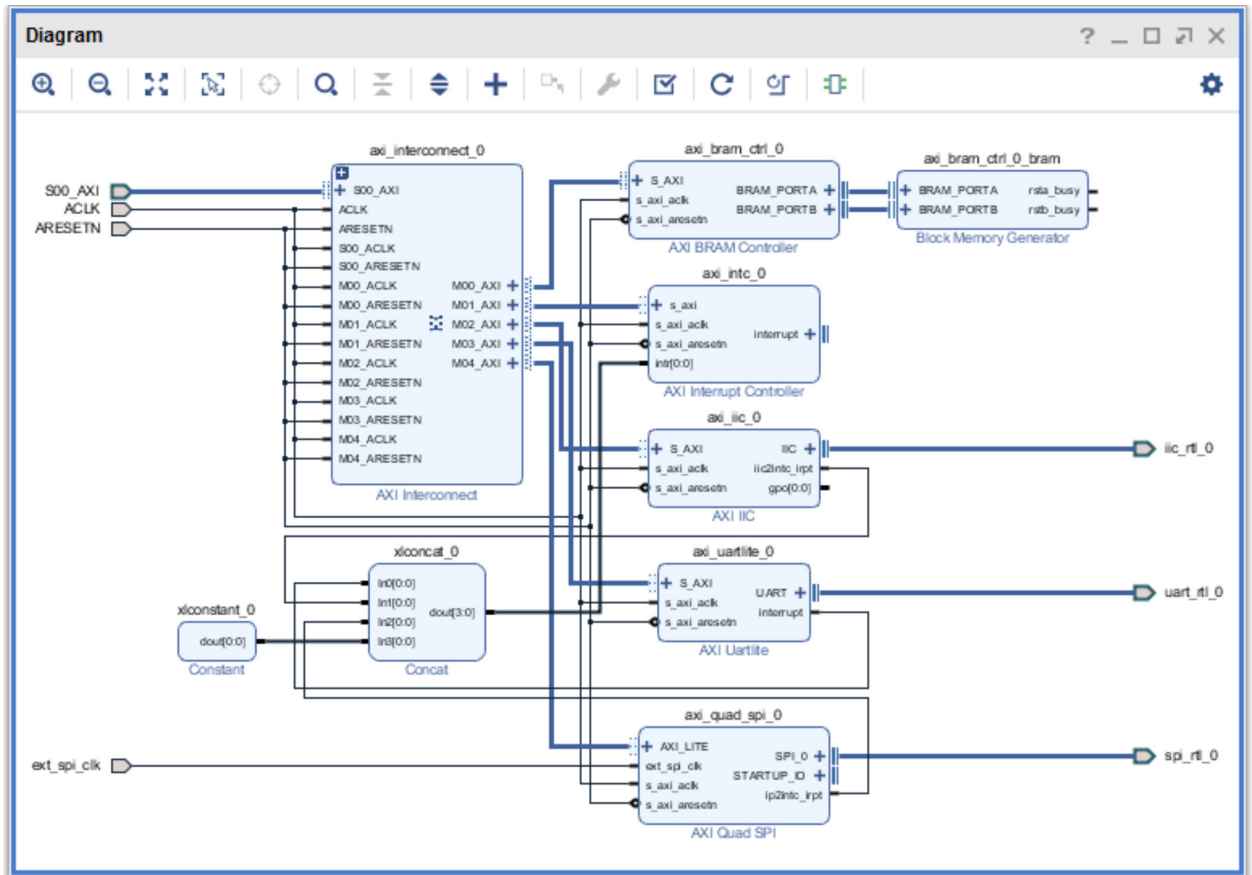 Diagram
S00_AXI
ACLK
ARESETN
ext_spi_clk
axi_interconnect_0
S00_AXI
ACLK
ARESETN
S00_ACLK
S00_ARESETN
M00_ACLK
M00_ARESETN
M01_ACLK
M01_ARESETN
M02_ACLK
M02_ARESETN
M03_ACLK
M03_ARESETN
M04_ACLK
M04_ARESETN
M00_AXI
M01_AXI
M02_AXI
M03_AXI
M04_AXI
AXI Interconnect
axi_bram_ctrl_0
S_AXI
s_axi_aclk
s_axi_aresetn
BRAM_PORTA
BRAM_PORTB
AXI BRAM Controller
axi_bram_ctrl_0_bram
BRAM_PORTA
BRAM_PORTB
rsta_busy
rstb_busy
Block Memory Generator
axi_intc_0
s_axi
s_axi_aclk
s_axi_aresetn
intr[0:0]
interrupt
AXI Interrupt Controller
axi_iic_0
S_AXI
s_axi_aclk
s_axi_aresetn
IIC
iic2intc_irpt
gpo[0:0]
AXI IIC
iic_rtl_0
xlconstant_0
dout[0:0]
Constant
xlconcat_0
In0[0:0]
In1[0:0]
In2[0:0]
In3[0:0]
dout[3:0]
Concat
axi_uartlite_0
S_AXI
s_axi_aclk
s_axi_aresetn
UART
interrupt
AXI Uartlite
uart_rtl_0
axi_quad_spi_0
AXI_LITE
ext_spi_clk
s_axi_aclk
s_axi_aresetn
SPI_0
STARTUP_IO
ip2intc_irpt
AXI Quad SPI
spi_rtl_0